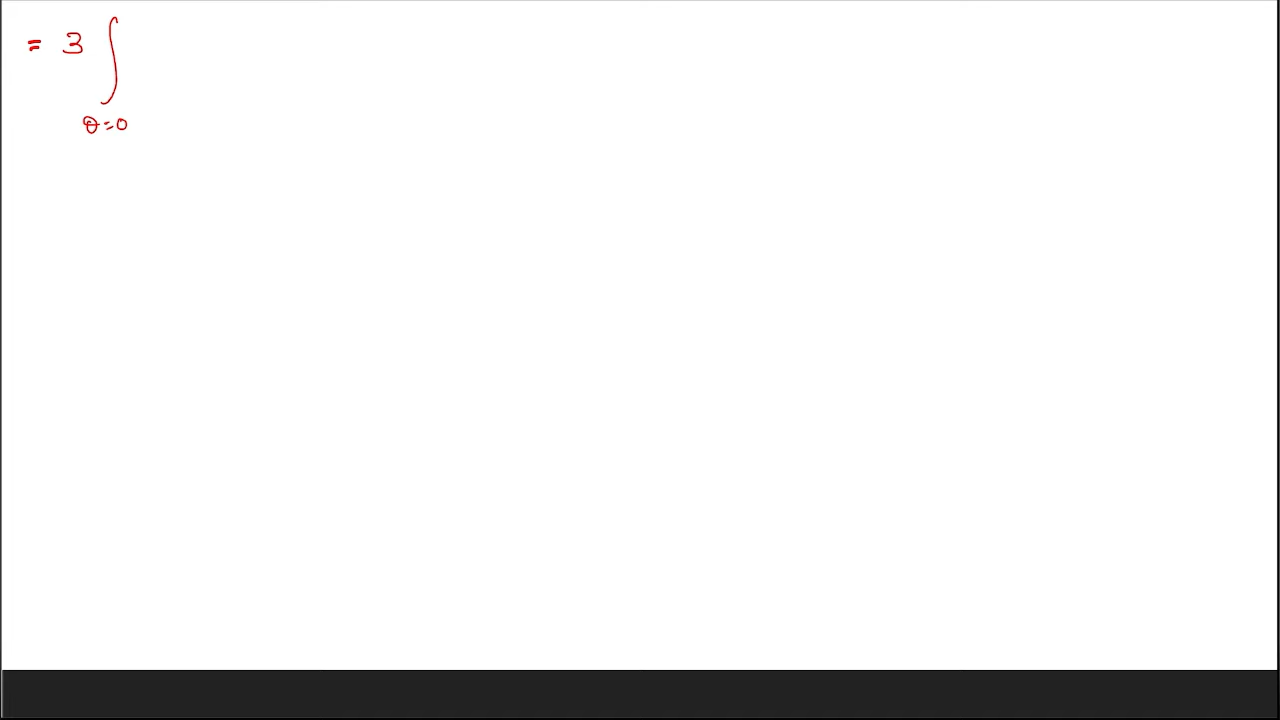 = 3 ∫
θ=0